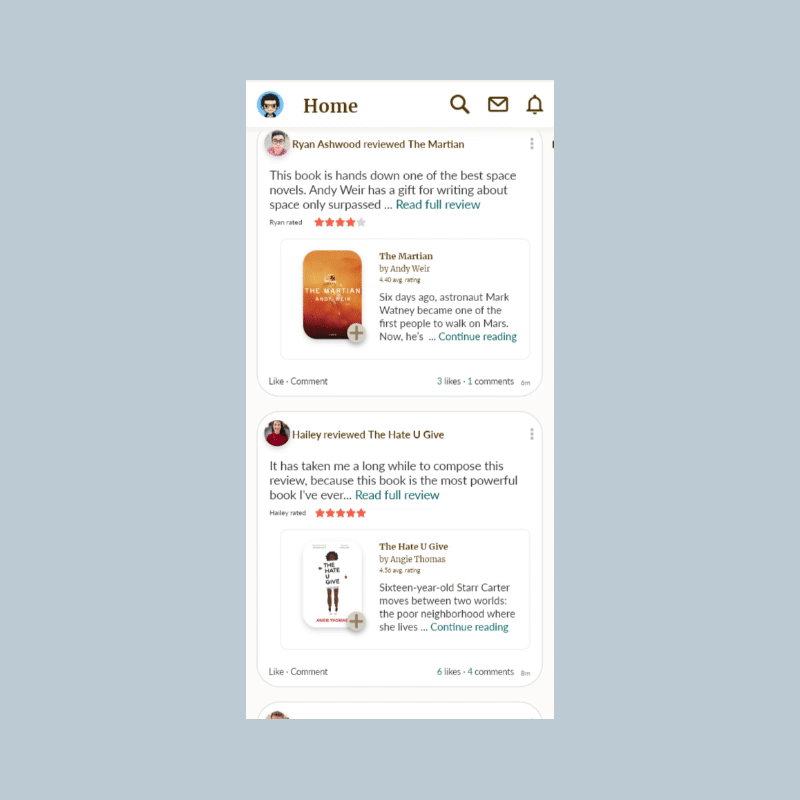 Home
Ryan Ashwood reviewed The Martian
This book is hands down one of the best space
novels. Andy Weir has a gift for writing about
space only surpassed ... Read full review
Ryan rated
THE MARTIAN
ANDY WEIR
The Martian
by Andy Weir
4.40 avg. rating
Six days ago, astronaut Mark
Watney became one of the
first people to walk on Mars.
Now, he's ... Continue reading
Like · Comment
3 likes · 1 comments 6m
Hailey reviewed The Hate U Give
It has taken me a long while to compose this
review, because this book is the most powerful
book I've ever... Read full review
Hailey rated
THE
HATE
U
GIVE
ANGIE THOMAS
The Hate U Give
by Angie Thomas
4.56 avg. rating
Sixteen-year-old Starr Carter
moves between two worlds:
the poor neighborhood where
she lives ... Continue reading
Like · Comment
6 likes · 4 comments 8m